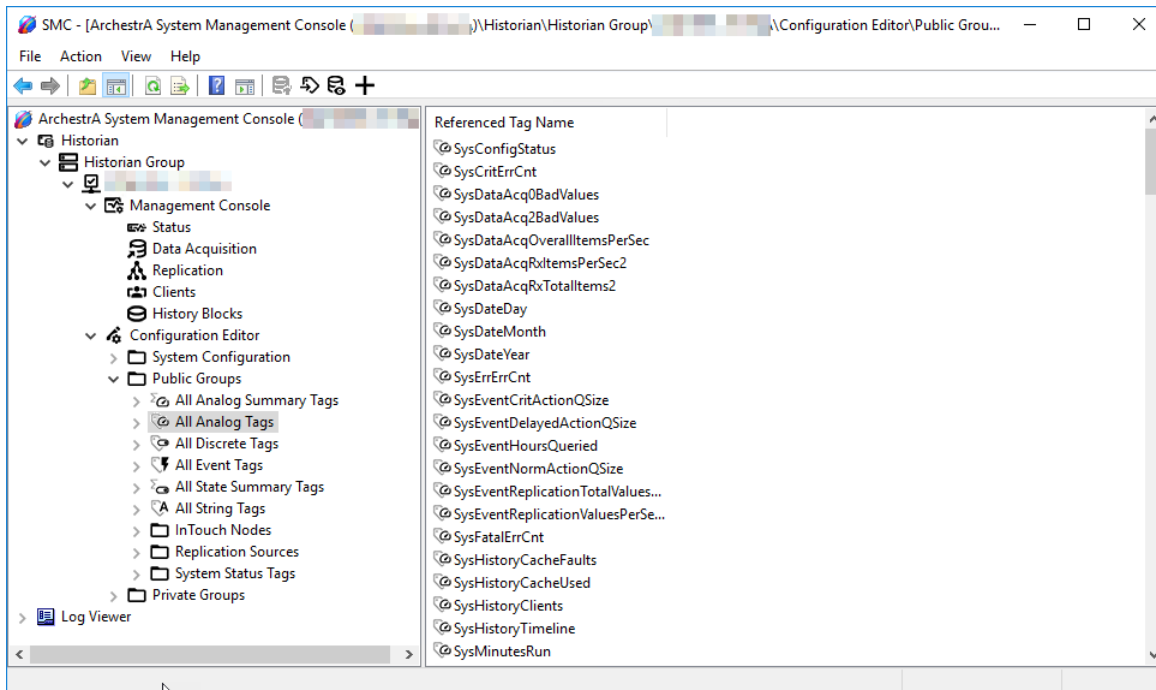 SMC - [ArchestrA System Management Console ( )\Historian\Historian Group\ \Configuration Editor\Public Grou...
File Action View Help
ArchestrA System Management Console (
Historian
Historian Group
Management Console
Status
Data Acquisition
Replication
Clients
History Blocks
Configuration Editor
System Configuration
Public Groups
All Analog Summary Tags
All Analog Tags
All Discrete Tags
All Event Tags
All State Summary Tags
All String Tags
InTouch Nodes
Replication Sources
System Status Tags
Private Groups
Log Viewer
Referenced Tag Name
SysConfigStatus
SysCritErrCnt
SysDataAcq0BadValues
SysDataAcq2BadValues
SysDataAcqOverallItemsPerSec
SysDataAcqRxItemsPerSec2
SysDataAcqRxTotalItems2
SysDateDay
SysDateMonth
SysDateYear
SysErrErrCnt
SysEventCritActionQSize
SysEventDelayedActionQSize
SysEventHoursQueried
SysEventNormActionQSize
SysEventReplicationTotalValues...
SysEventReplicationValuesPerSe...
SysFatalErrCnt
SysHistoryCacheFaults
SysHistoryCacheUsed
SysHistoryClients
SysHistoryTimeline
SysMinutesRun